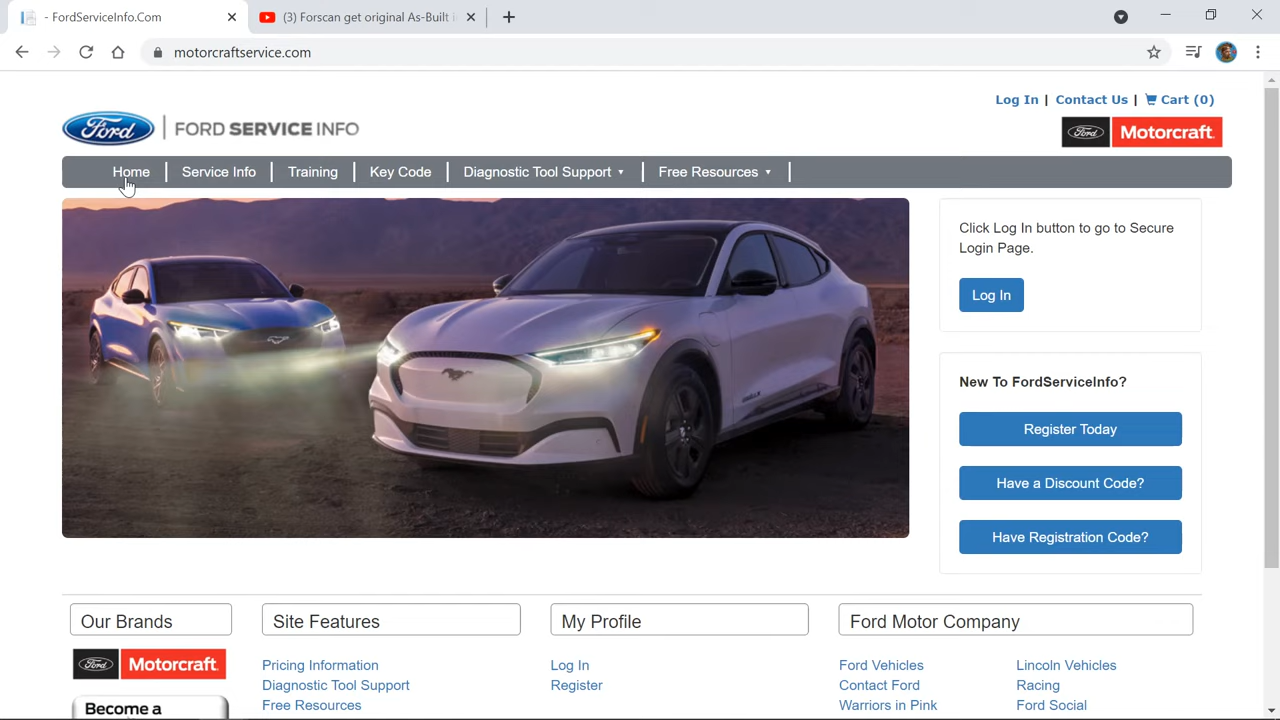 - FordServiceInfo.Com
(3) Forscan get original As-Built i
motorcraftservice.com
Log In | Contact Us | Cart (0)
Ford | FORD SERVICE INFO
Ford Motorcraft
Home | Service Info | Training | Key Code | Diagnostic Tool Support ▾ | Free Resources ▾ |
Click Log In button to go to Secure
Login Page.
Log In
New To FordServiceInfo?
Register Today
Have a Discount Code?
Have Registration Code?
Our Brands
Ford Motorcraft
Become a
Site Features
Pricing Information
Diagnostic Tool Support
Free Resources
My Profile
Log In
Register
Ford Motor Company
Ford Vehicles
Contact Ford
Warriors in Pink
Lincoln Vehicles
Racing
Ford Social